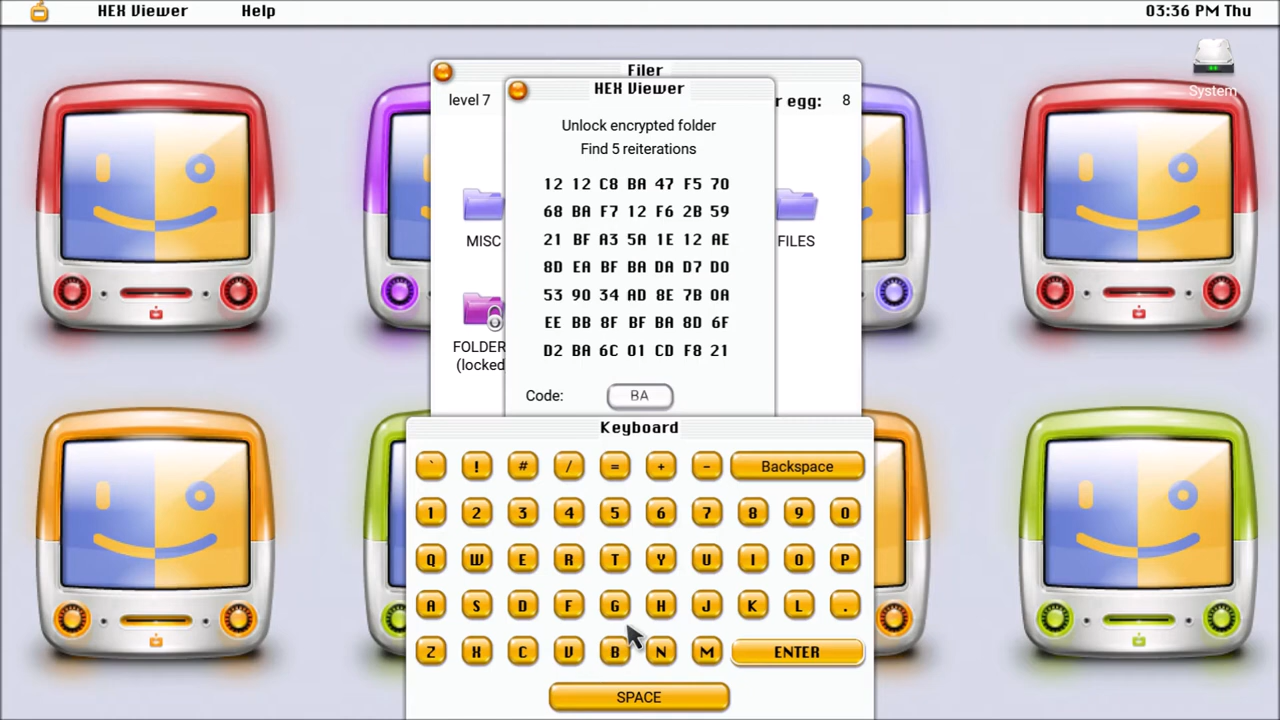 HEX Viewer Help 03:36 PM Thu
System
Filer
level 7 r egg: 8
MISC FILES
FOLDER
(locked
HEX Viewer
Unlock encrypted folder
Find 5 reiterations
12 12 C8 BA 47 F5 70
68 BA F7 12 F6 2B 59
21 BF A3 5A 1E 12 AE
8D EA BF BA DA D7 D0
53 90 34 AD 8E 7B 0A
EE BB 8F BF BA 8D 6F
D2 BA 6C 01 CD F8 21
Code: BA
Keyboard
` ! # / = + - Backspace
1 2 3 4 5 6 7 8 9 0
Q W E R T Y U I O P
A S D F G H J K L .
Z X C V B N M ENTER
SPACE